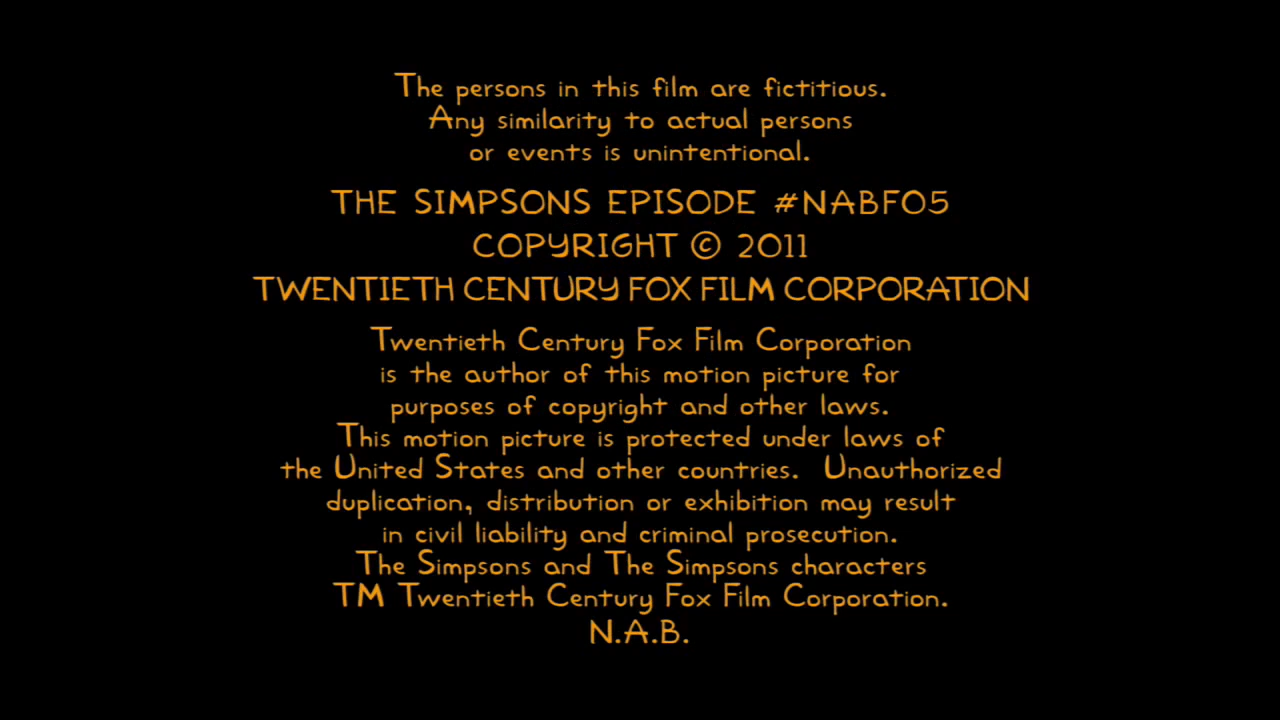 The persons in this film are fictitious.
Any similarity to actual persons
or events is unintentional.
THE SIMPSONS EPISODE #NABF05
COPYRIGHT © 2011
TWENTIETH CENTURY FOX FILM CORPORATION
Twentieth Century Fox Film Corporation
is the author of this motion picture for
purposes of copyright and other laws.
This motion picture is protected under laws of
the United States and other countries.  Unauthorized
duplication, distribution or exhibition may result
in civil liability and criminal prosecution.
The Simpsons and The Simpsons characters
TM Twentieth Century Fox Film Corporation.
N.A.B.